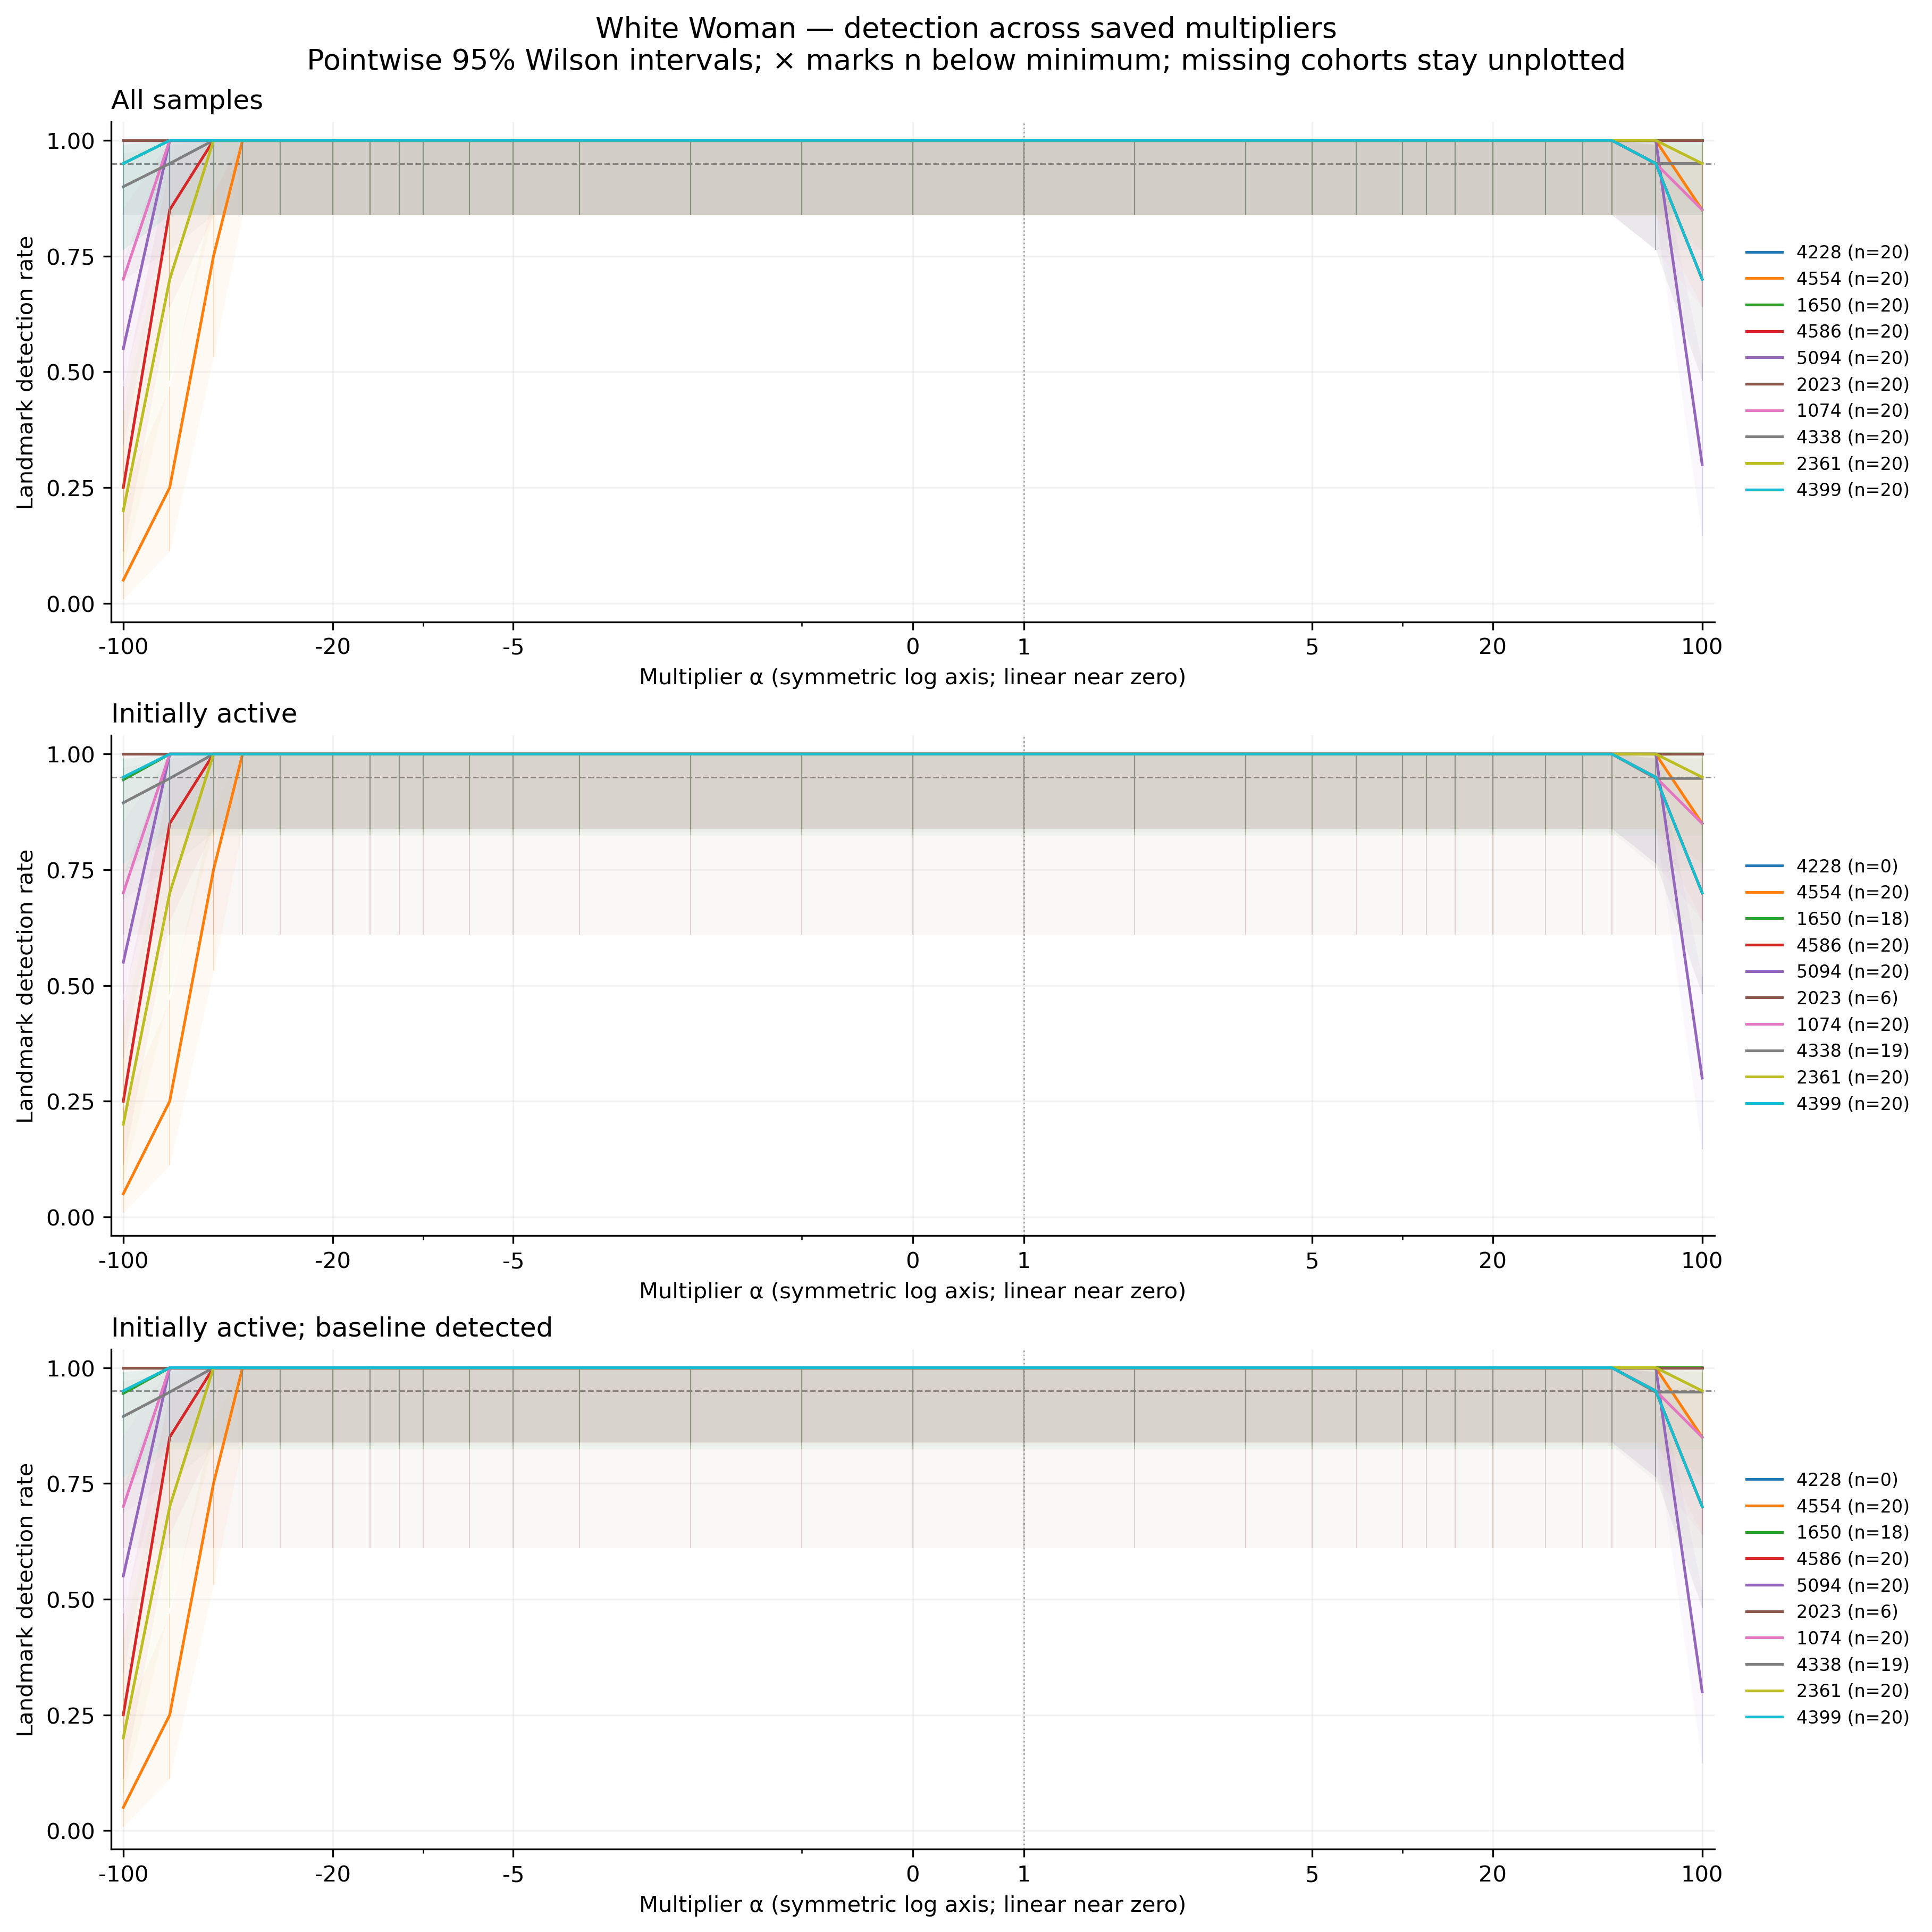 White Woman — detection across saved multipliers
Pointwise 95% Wilson intervals; × marks n below minimum; missing cohorts stay unplotted
All samples
Landmark detection rate
1.00
0.75
0.50
0.25
0.00
-100
-20
-5
0
1
5
20
100
Multiplier α (symmetric log axis; linear near zero)
4228 (n=20)
4554 (n=20)
1650 (n=20)
4586 (n=20)
5094 (n=20)
2023 (n=20)
1074 (n=20)
4338 (n=20)
2361 (n=20)
4399 (n=20)
Initially active
Landmark detection rate
1.00
0.75
0.50
0.25
0.00
-100
-20
-5
0
1
5
20
100
Multiplier α (symmetric log axis; linear near zero)
4228 (n=0)
4554 (n=20)
1650 (n=18)
4586 (n=20)
5094 (n=20)
2023 (n=6)
1074 (n=20)
4338 (n=19)
2361 (n=20)
4399 (n=20)
Initially active; baseline detected
Landmark detection rate
1.00
0.75
0.50
0.25
0.00
-100
-20
-5
0
1
5
20
100
Multiplier α (symmetric log axis; linear near zero)
4228 (n=0)
4554 (n=20)
1650 (n=18)
4586 (n=20)
5094 (n=20)
2023 (n=6)
1074 (n=20)
4338 (n=19)
2361 (n=20)
4399 (n=20)